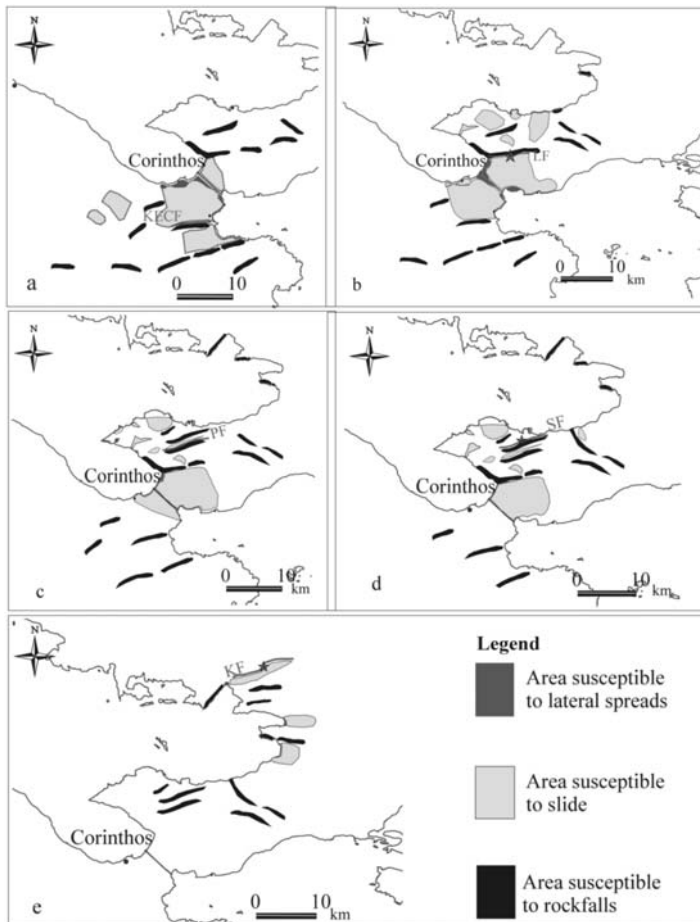 N
Corinthos
KECF
a
0 10
N
Corinthos
LF
b
0 10
km
N
PF
Corinthos
c
0 10
km
N
SF
Corinthos
d
0 10
km
N
KF
Corinthos
e
0 10
km
Legend
Area susceptible
to lateral spreads
Area susceptible
to slide
Area susceptible
to rockfalls